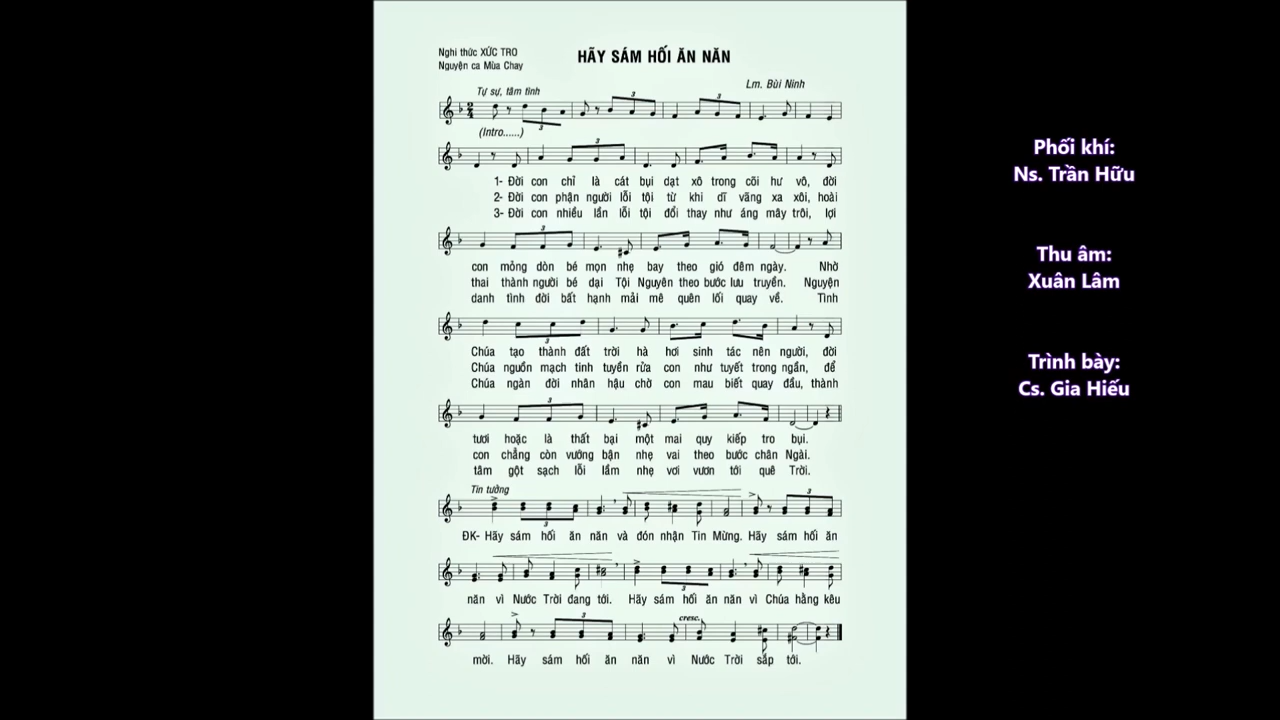 Nghi thức XỨC TRO
Nguyện ca Mùa Chay
HÃY SÁM HỐI ĂN NĂN
Lm. Bùi Ninh
Tự sự, tâm tình
(Intro......)
1- Đời con chỉ là cát bụi dạt xô trong cõi hư vô, đời
2- Đời con phận người lỗi tội từ khi dĩ vãng xa xôi, hoài
3- Đời con nhiều lần lỗi tội đổi thay như áng mây trôi, lợi
con mỏng dòn bé mọn nhẹ bay theo gió đêm ngày. Nhờ
thai thành người bé dại Tội Nguyên theo bước lưu truyền. Nguyện
danh tình đời bất hạnh mải mê quên lối quay về. Tình
Chúa tạo thành đất trời hà hơi sinh tác nên người, đời
Chúa nguồn mạch tinh tuyền rửa con như tuyết trong ngần, để
Chúa ngàn đời nhân hậu chờ con mau biết quay đầu, thành
tươi hoặc là thất bại một mai quy kiếp tro bụi.
con chẳng còn vướng bận nhẹ vai theo bước chân Ngài.
tâm gột sạch lỗi lầm nhẹ vơi vươn tới quê Trời.
Tin tưởng
ĐK- Hãy sám hối ăn năn và đón nhận Tin Mừng. Hãy sám hối ăn
năn vì Nước Trời đang tới. Hãy sám hối ăn năn vì Chúa hằng kêu
cresc.
mời. Hãy sám hối ăn năn vì Nước Trời sắp tới.
Phối khí:
Ns. Trần Hữu
Thu âm:
Xuân Lâm
Trình bày:
Cs. Gia Hiếu